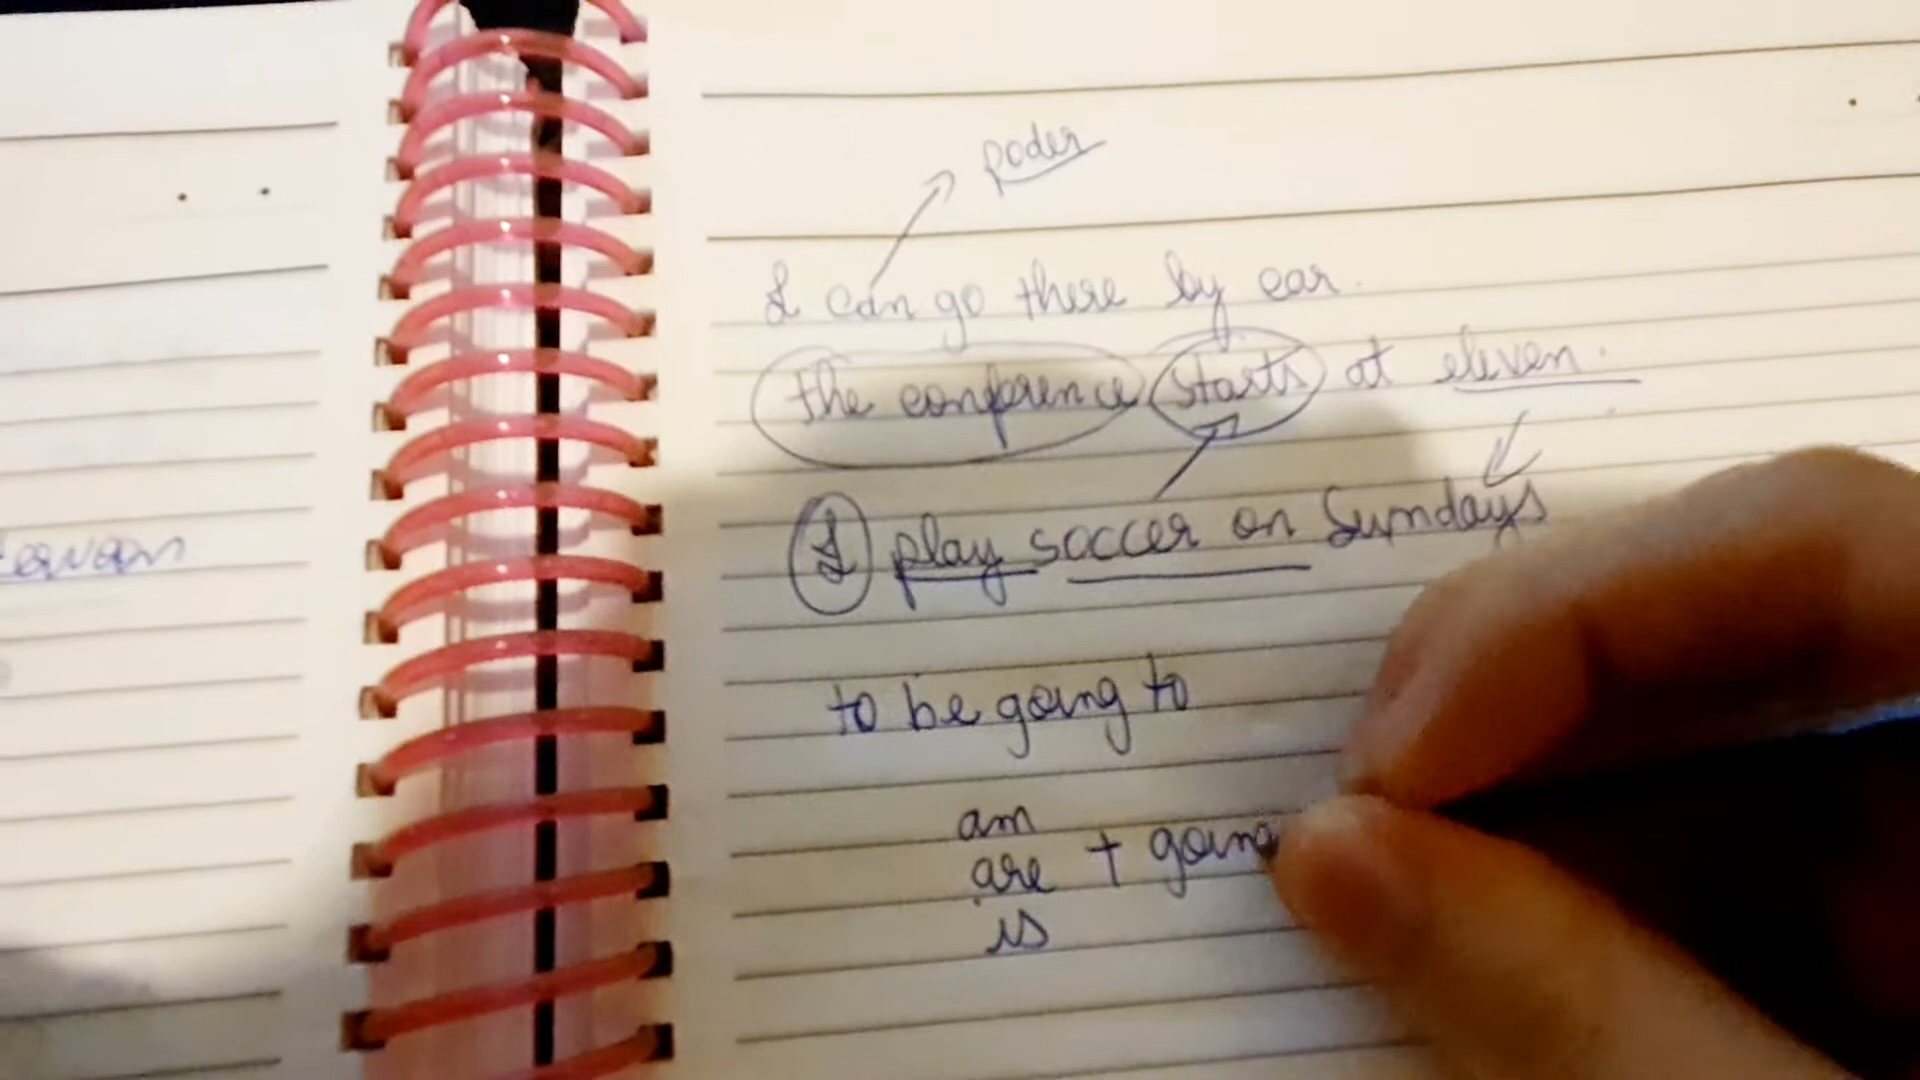 poder
I can go there by car.
the conference starts at eleven.
I play soccer on Sundays
to be going to
am
are + going
is